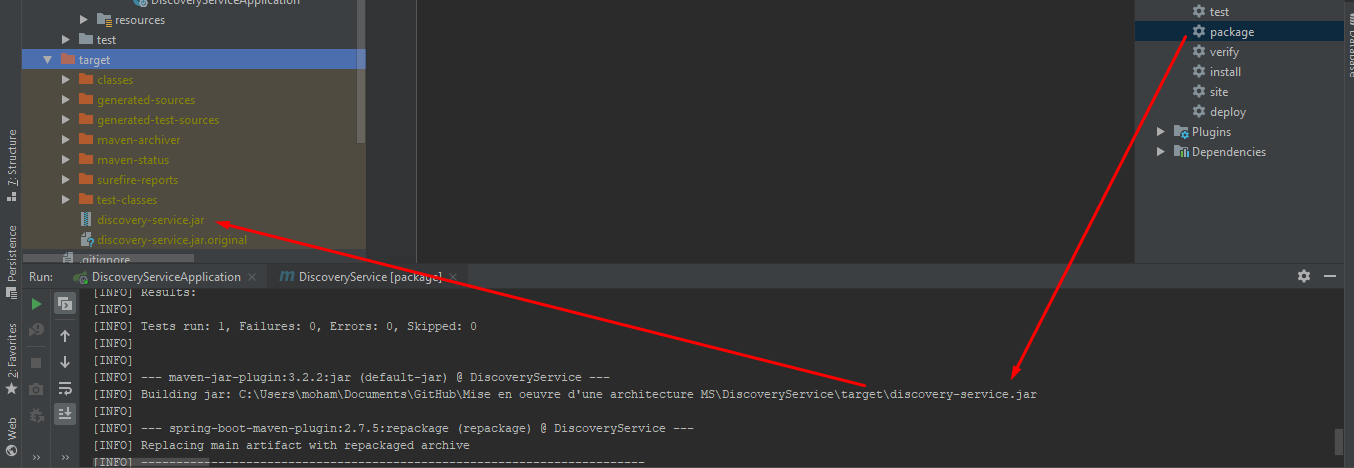 DiscoveryServiceApplication
resources
test
target
classes
generated-sources
generated-test-sources
maven-archiver
maven-status
surefire-reports
test-classes
discovery-service.jar
discovery-service.jar.original
.gitignore
test
package
verify
install
site
deploy
Plugins
Dependencies
Database
7: Structure
Persistence
2: Favorites
Web
Run: DiscoveryServiceApplication × DiscoveryService [package] ×
[INFO] Results:
[INFO]
[INFO] Tests run: 1, Failures: 0, Errors: 0, Skipped: 0
[INFO]
[INFO]
[INFO] --- maven-jar-plugin:3.2.2:jar (default-jar) @ DiscoveryService ---
[INFO] Building jar: C:\Users\moham\Documents\GitHub\Mise en oeuvre d'une architecture MS\DiscoveryService\target\discovery-service.jar
[INFO]
[INFO] --- spring-boot-maven-plugin:2.7.5:repackage (repackage) @ DiscoveryService ---
[INFO] Replacing main artifact with repackaged archive
[INFO] ------------------------------------------------------------------------